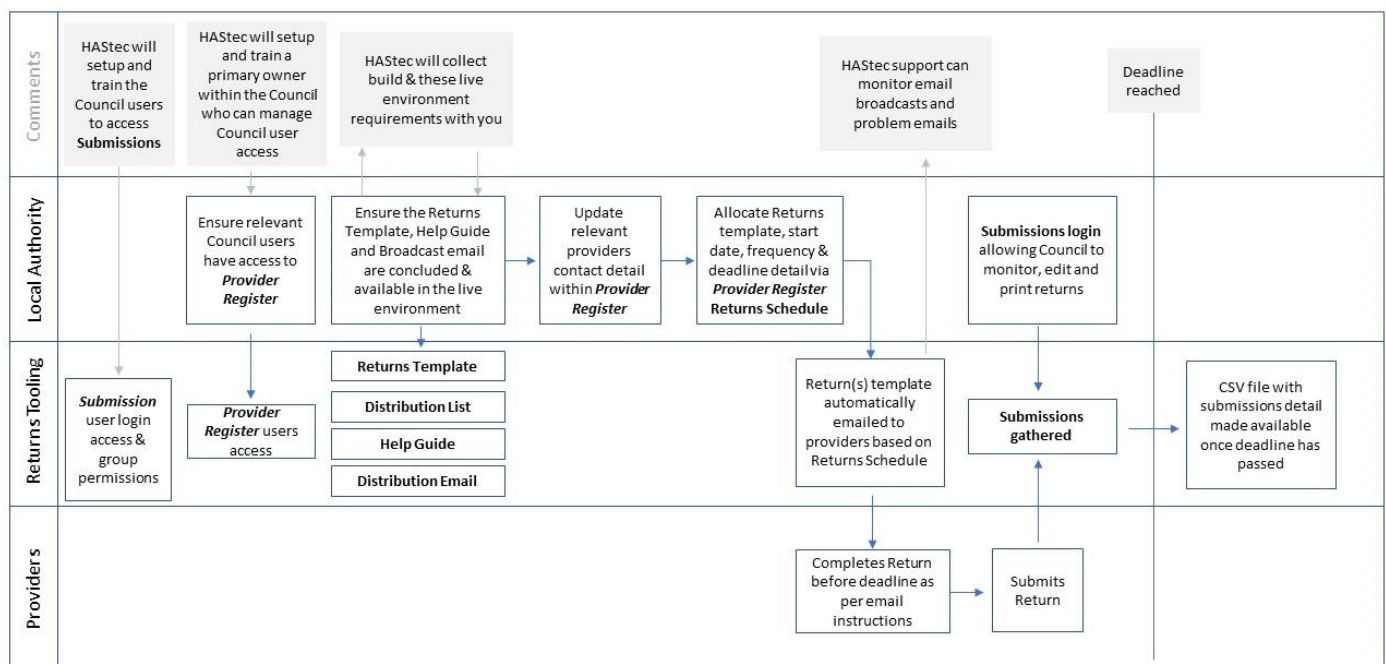 Comments
HAStec will
setup and
train the
Council users
to access
Submissions
HAStec will setup
and train a
primary owner
within the Council
who can manage
Council user
access
HAStec will collect
build & these live
environment
requirements with you
HAStec support can
monitor email
broadcasts and
problem emails
Deadline
reached
Local Authority
Ensure relevant
Council users
have access to
Provider
Register
Ensure the Returns
Template, Help Guide
and Broadcast email
are concluded &
available in the live
environment
Update
relevant
providers
contact detail
within Provider
Register
Allocate Returns
template, start
date, frequency &
deadline detail via
Provider Register
Returns Schedule
Submissions login
allowing Council to
monitor, edit and
print returns
Returns Tooling
Submission
user login
access &
group
permissions
Provider
Register users
access
Returns Template
Distribution List
Help Guide
Distribution Email
Return(s) template
automatically
emailed to
providers based on
Returns Schedule
Submissions
gathered
CSV file with
submissions detail
made available
once deadline has
passed
Providers
Completes Return
before deadline as
per email
instructions
Submits
Return